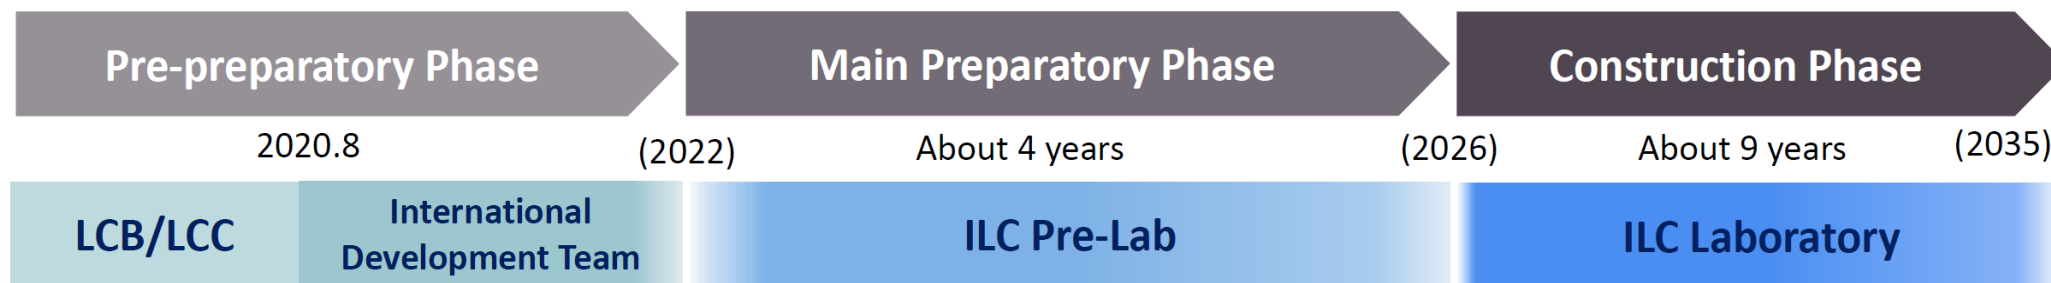 Pre-preparatory Phase
Main Preparatory Phase
Construction Phase
2020.8
(2022)
About 4 years
(2026)
About 9 years
(2035)
LCB/LCC
International
Development Team
ILC Pre-Lab
ILC Laboratory